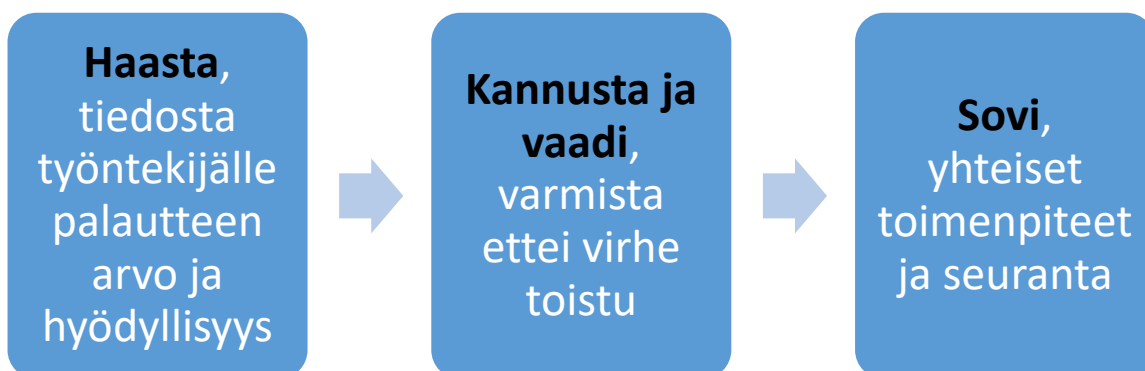 Haasta,
tiedosta
työntekijälle
palautteen
arvo ja
hyödyllisyys
Kannusta ja
vaadi,
varmista
ettei virhe
toistu
Sovi,
yhteiset
toimenpiteet
ja seuranta